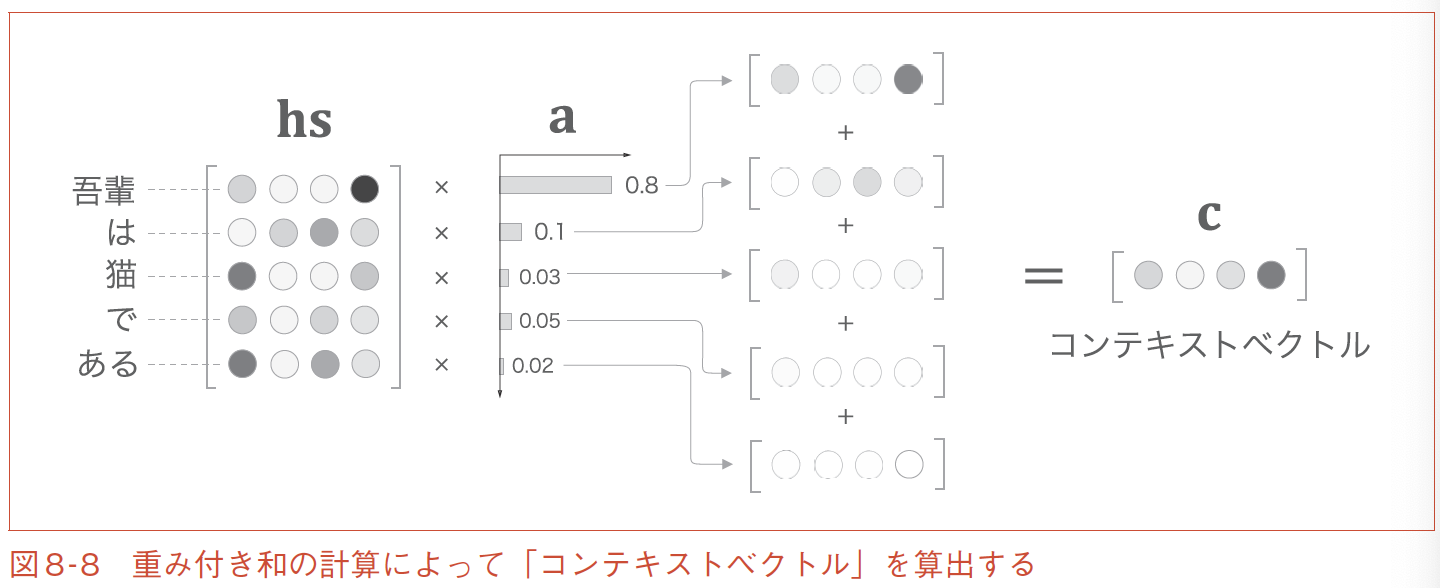 hs
a
吾輩
は
猫
で
ある
×
×
×
×
×
0.8
0.1
0.03
0.05
0.02
+
+
+
+
=
c
コンテキストベクトル
図8-8 重み付き和の計算によって「コンテキストベクトル」を算出する